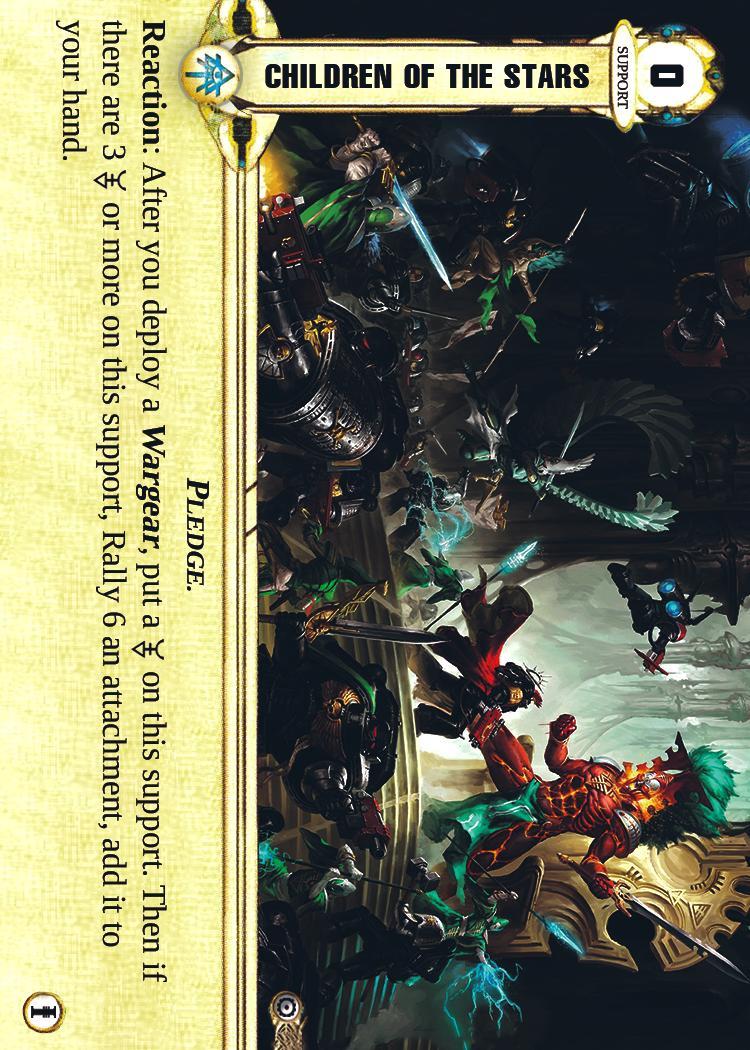 0
SUPPORT
CHILDREN OF THE STARS
PLEDGE.
Reaction: After you deploy a Wargear, put a on this support. Then if
there are 3 or more on this support, Rally 6 an attachment, add it to
your hand.
I